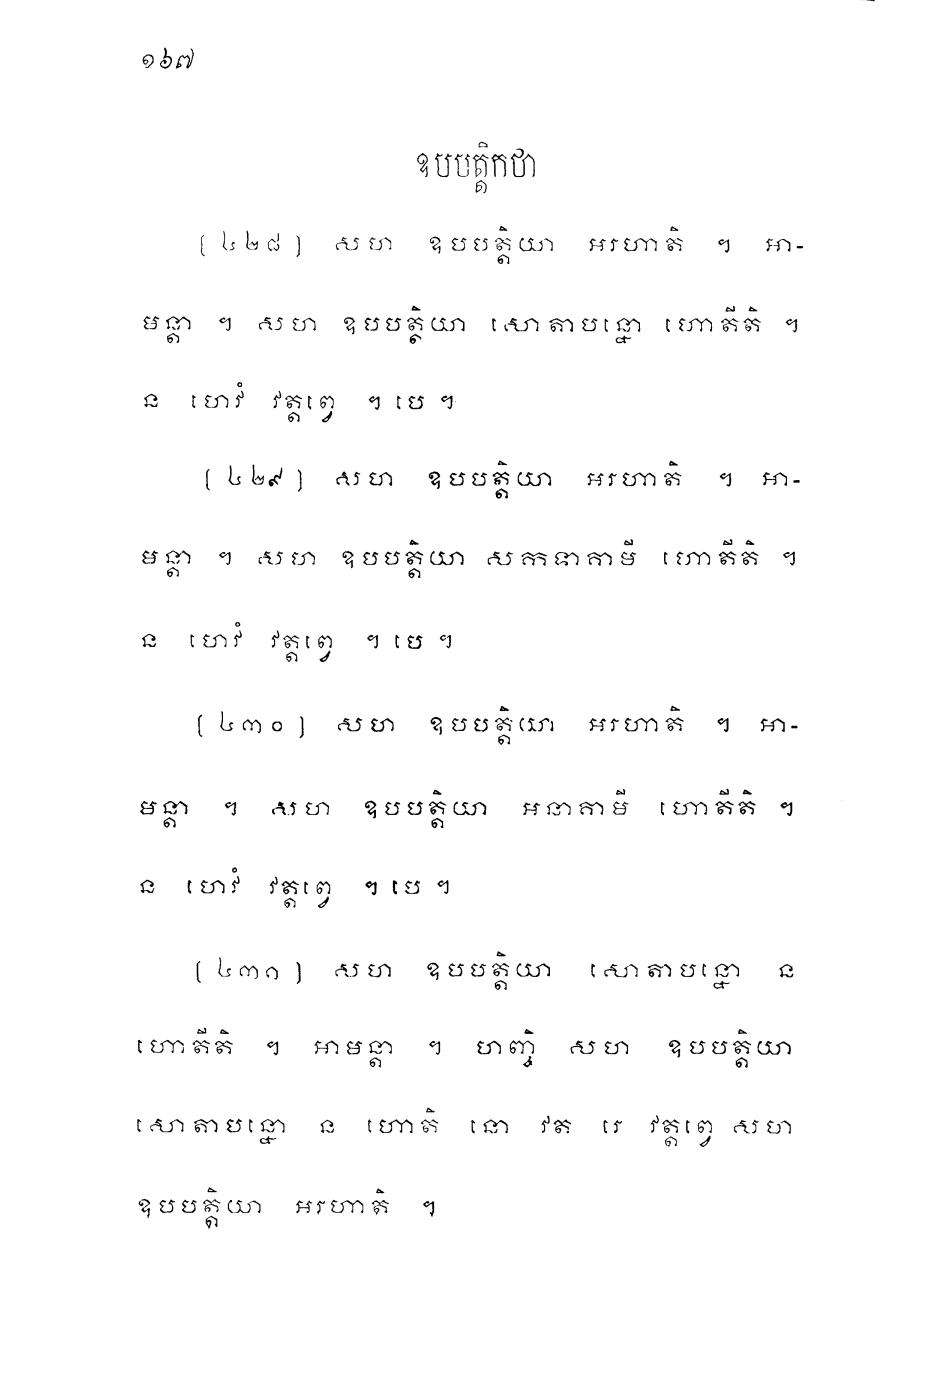 ១៦៧
ឧបបត្តិកថា
[៤២៨] សហ ឧបបត្តិយា អរហាតិ ។ អា-
មន្តា ។ សហ ឧបបត្តិយា សោតាបន្នោ ហោតីតិ ។
ន ហេវំ វត្តព្វេ ។ បេ ។
[៤២៩] សហ ឧបបត្តិយា អរហាតិ ។ អា-
មន្តា ។ សហ ឧបបត្តិយា សកទាគាមី ហោតីតិ ។
ន ហេវំ វត្តព្វេ ។ បេ ។
[៤៣០] សហ ឧបបត្តិយា អរហាតិ ។ អា-
មន្តា ។ សហ ឧបបត្តិយា អនាគាមី ហោតីតិ ។
ន ហេវំ វត្តព្វេ ។ បេ ។
[៤៣១] សហ ឧបបត្តិយា សោតាបន្នោ ន
ហោតីតិ ។ អាមន្តា ។ ហញ្ចិ សហ ឧបបត្តិយា
សោតាបន្នោ ន ហោតិ នោ វត រេ វត្តព្វេ សហ
ឧបបត្តិយា អរហាតិ ។